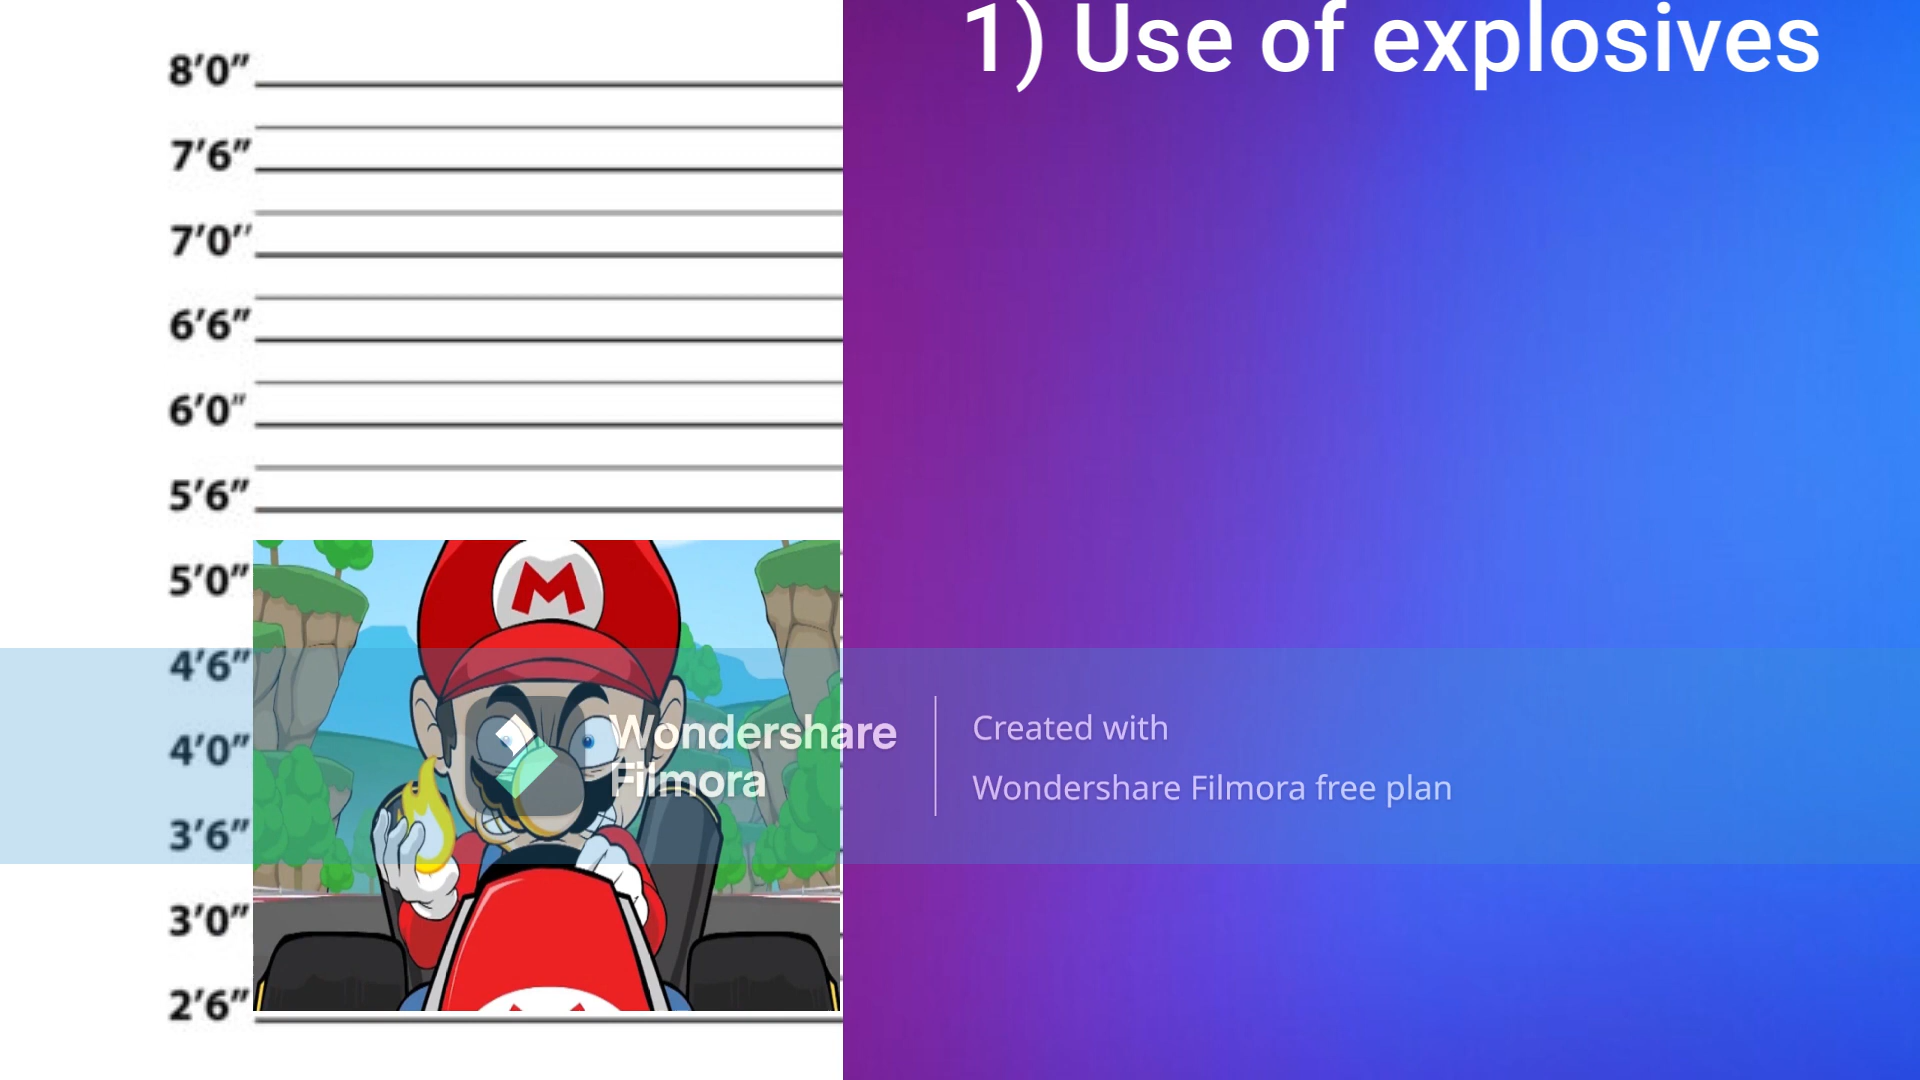 1) Use of explosives
8'0"
7'6"
7'0"
6'6"
6'0"
5'6"
5'0"
4'6"
4'0"
3'6"
3'0"
2'6"
M
Wondershare
Filmora
Created with
Wondershare Filmora free plan